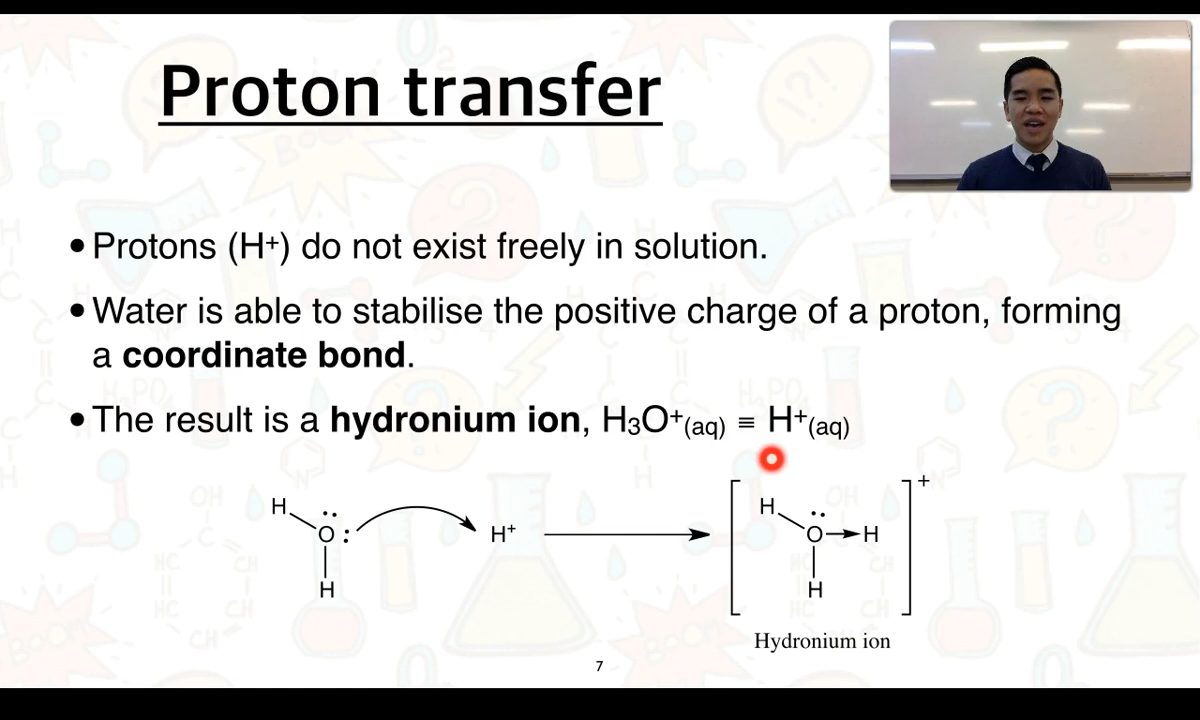 Proton transfer
•Protons (H⁺) do not exist freely in solution.
•Water is able to stabilise the positive charge of a proton, forming
a coordinate bond.
•The result is a hydronium ion, H₃O⁺(aq) ≡ H⁺(aq)
H
O
H
H⁺
H
O
H
H
+
Hydronium ion
7